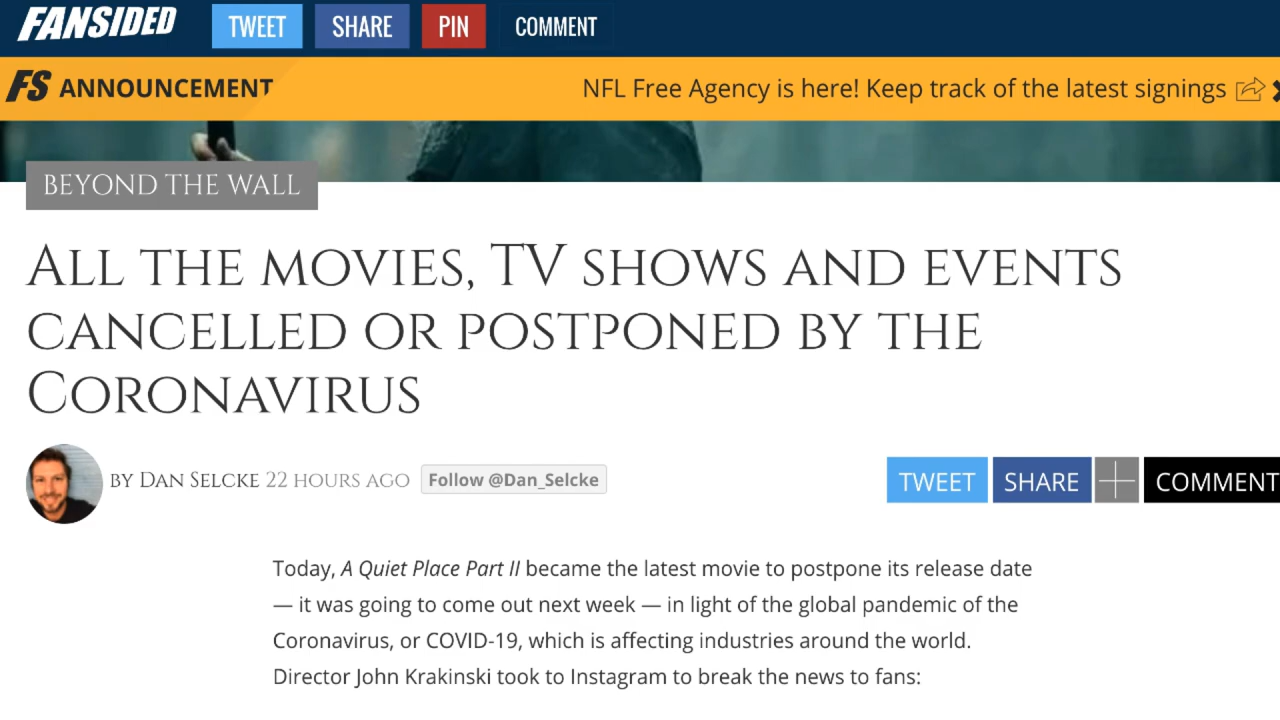 FANSIDED TWEET SHARE PIN COMMENT
FS ANNOUNCEMENT NFL Free Agency is here! Keep track of the latest signings
BEYOND THE WALL
ALL THE MOVIES, TV SHOWS AND EVENTS
CANCELLED OR POSTPONED BY THE
CORONAVIRUS
BY DAN SELCKE 22 HOURS AGO Follow @Dan_Selcke TWEET SHARE COMMENT
Today, A Quiet Place Part II became the latest movie to postpone its release date
— it was going to come out next week — in light of the global pandemic of the
Coronavirus, or COVID-19, which is affecting industries around the world.
Director John Krakinski took to Instagram to break the news to fans: